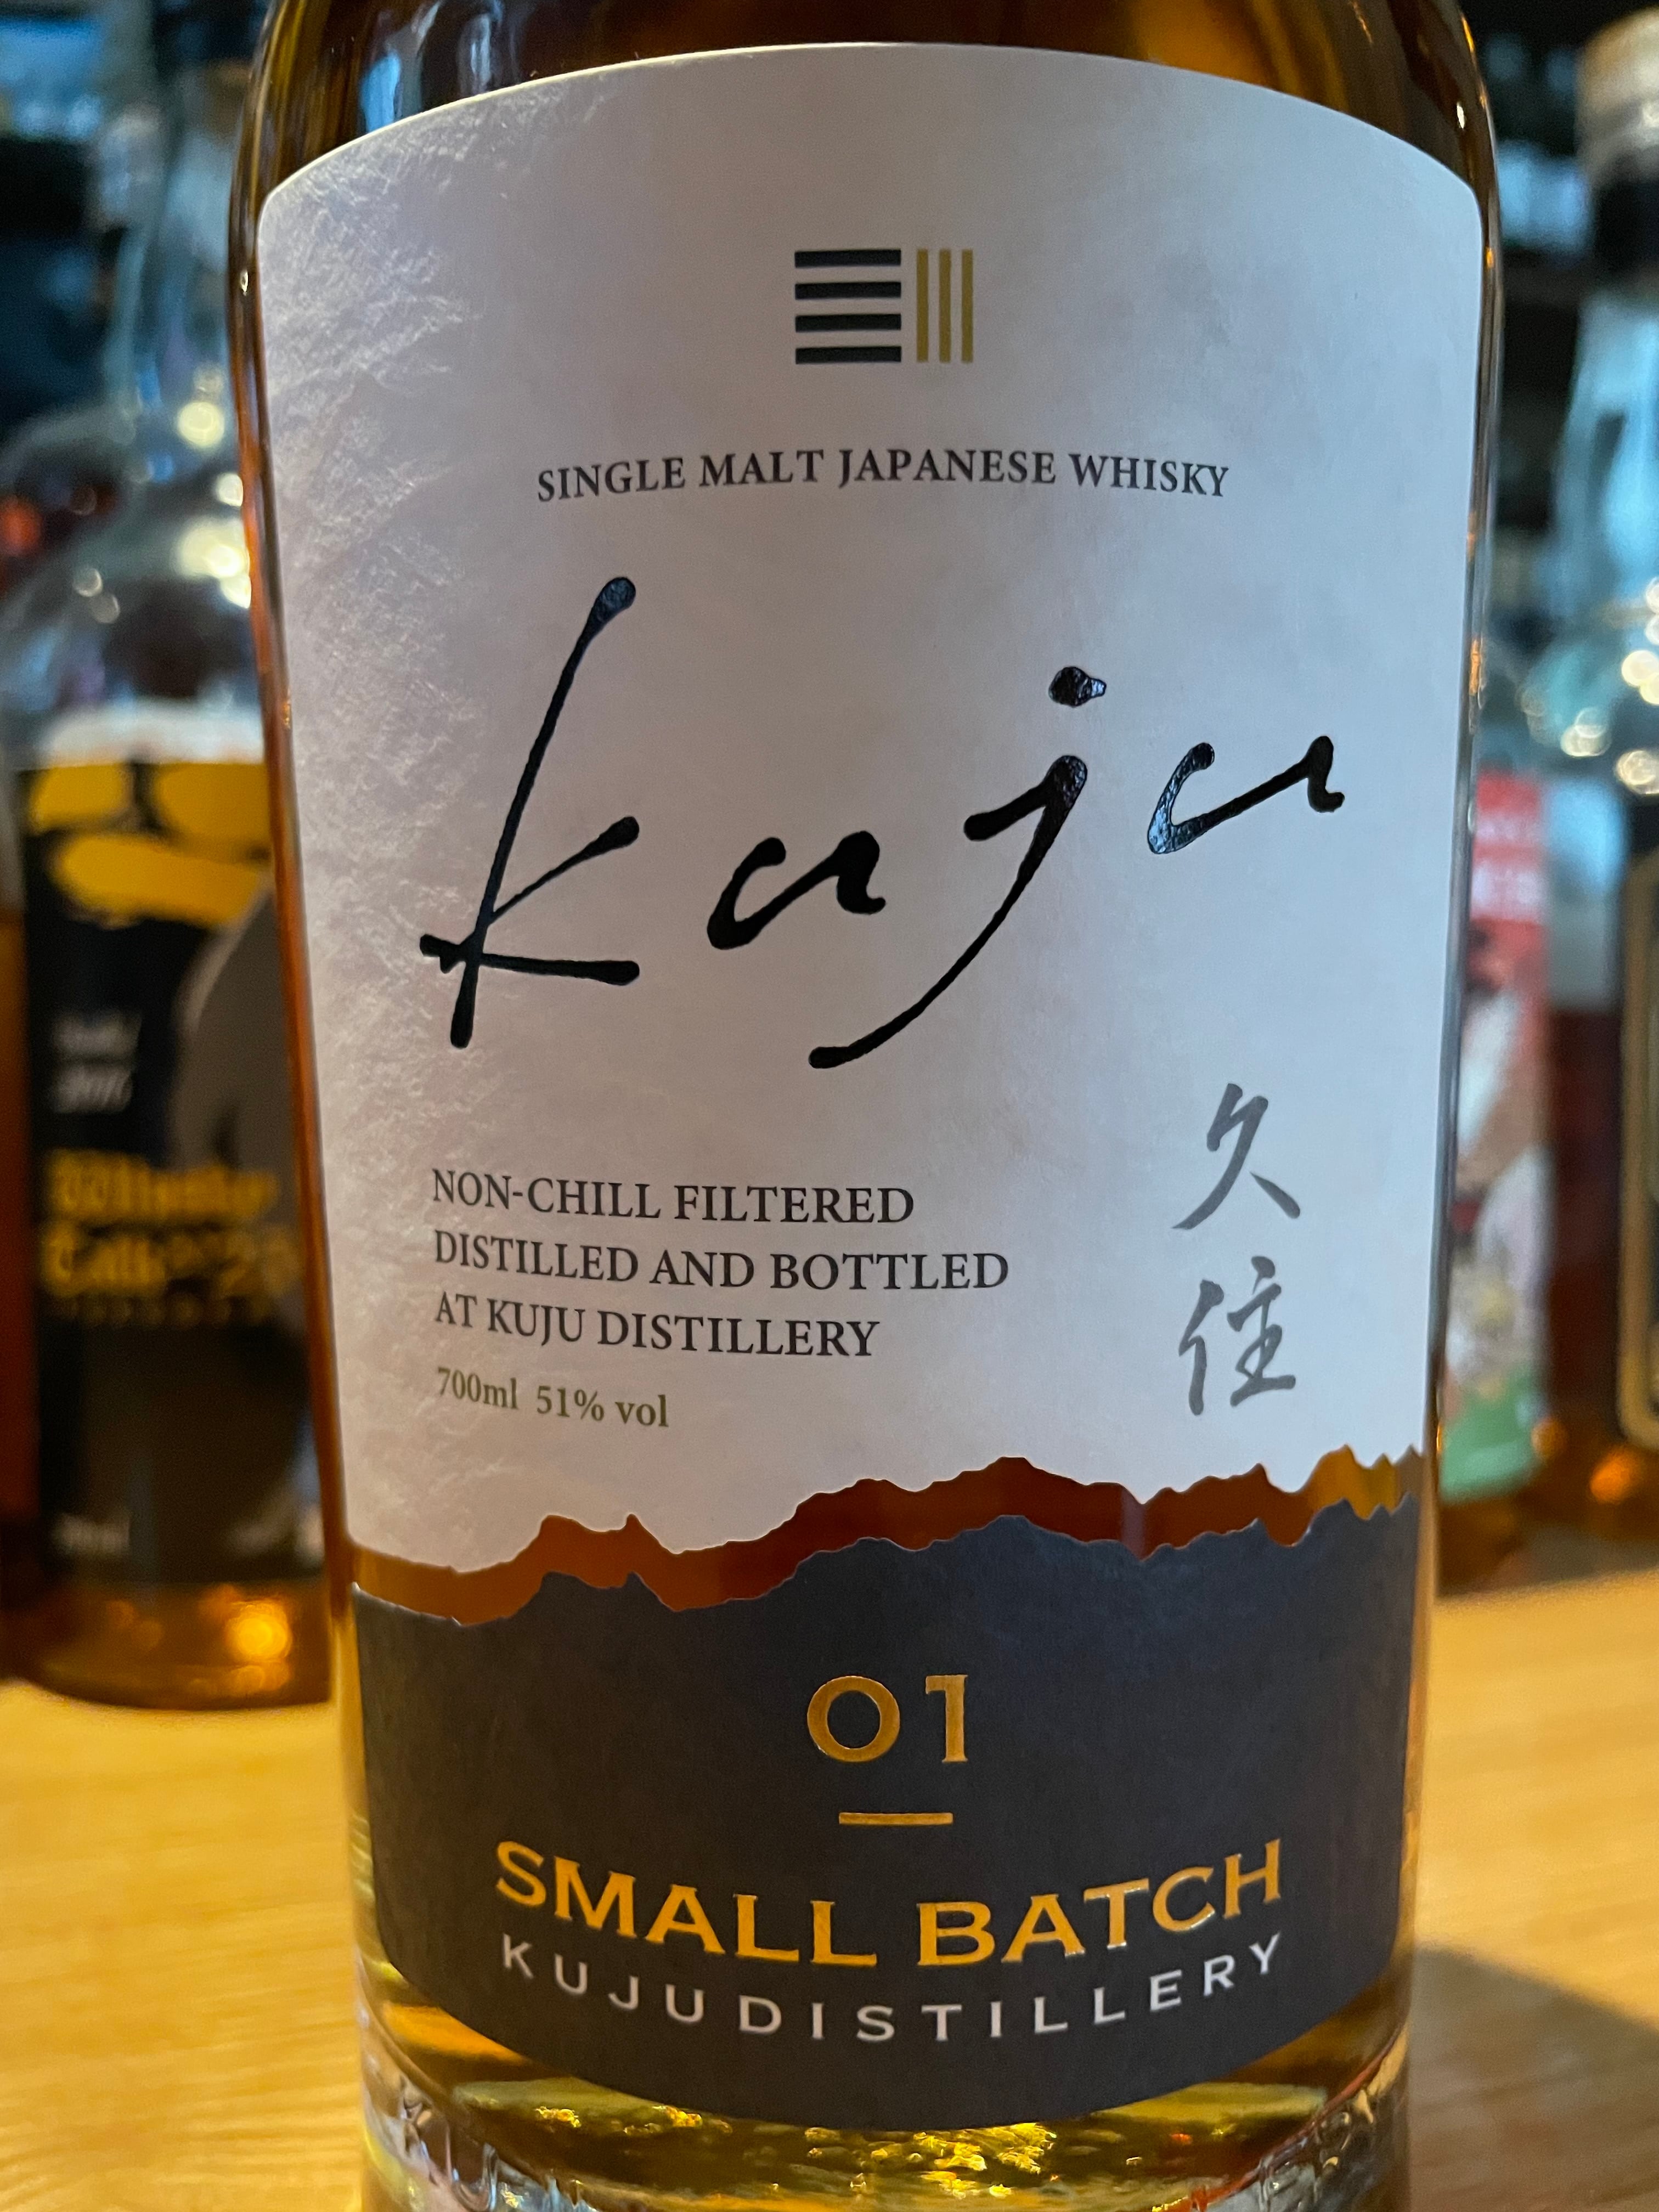 SINGLE MALT JAPANESE WHISKY
kuju
久住
NON-CHILL FILTERED
DISTILLED AND BOTTLED
AT KUJU DISTILLERY
700ml 51% vol
01
SMALL BATCH
KUJUDISTILLERY